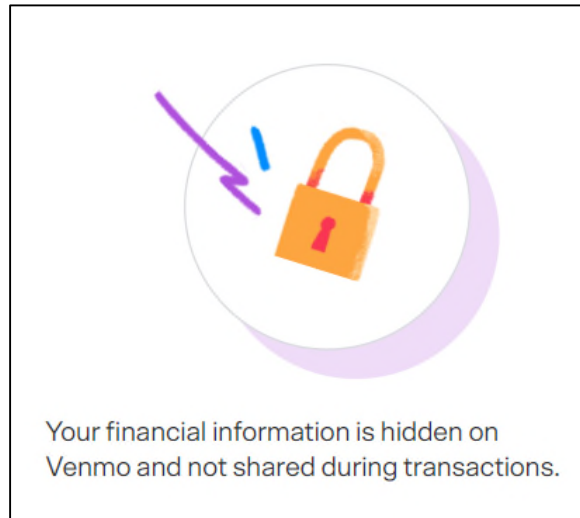 Your financial information is hidden on
Venmo and not shared during transactions.